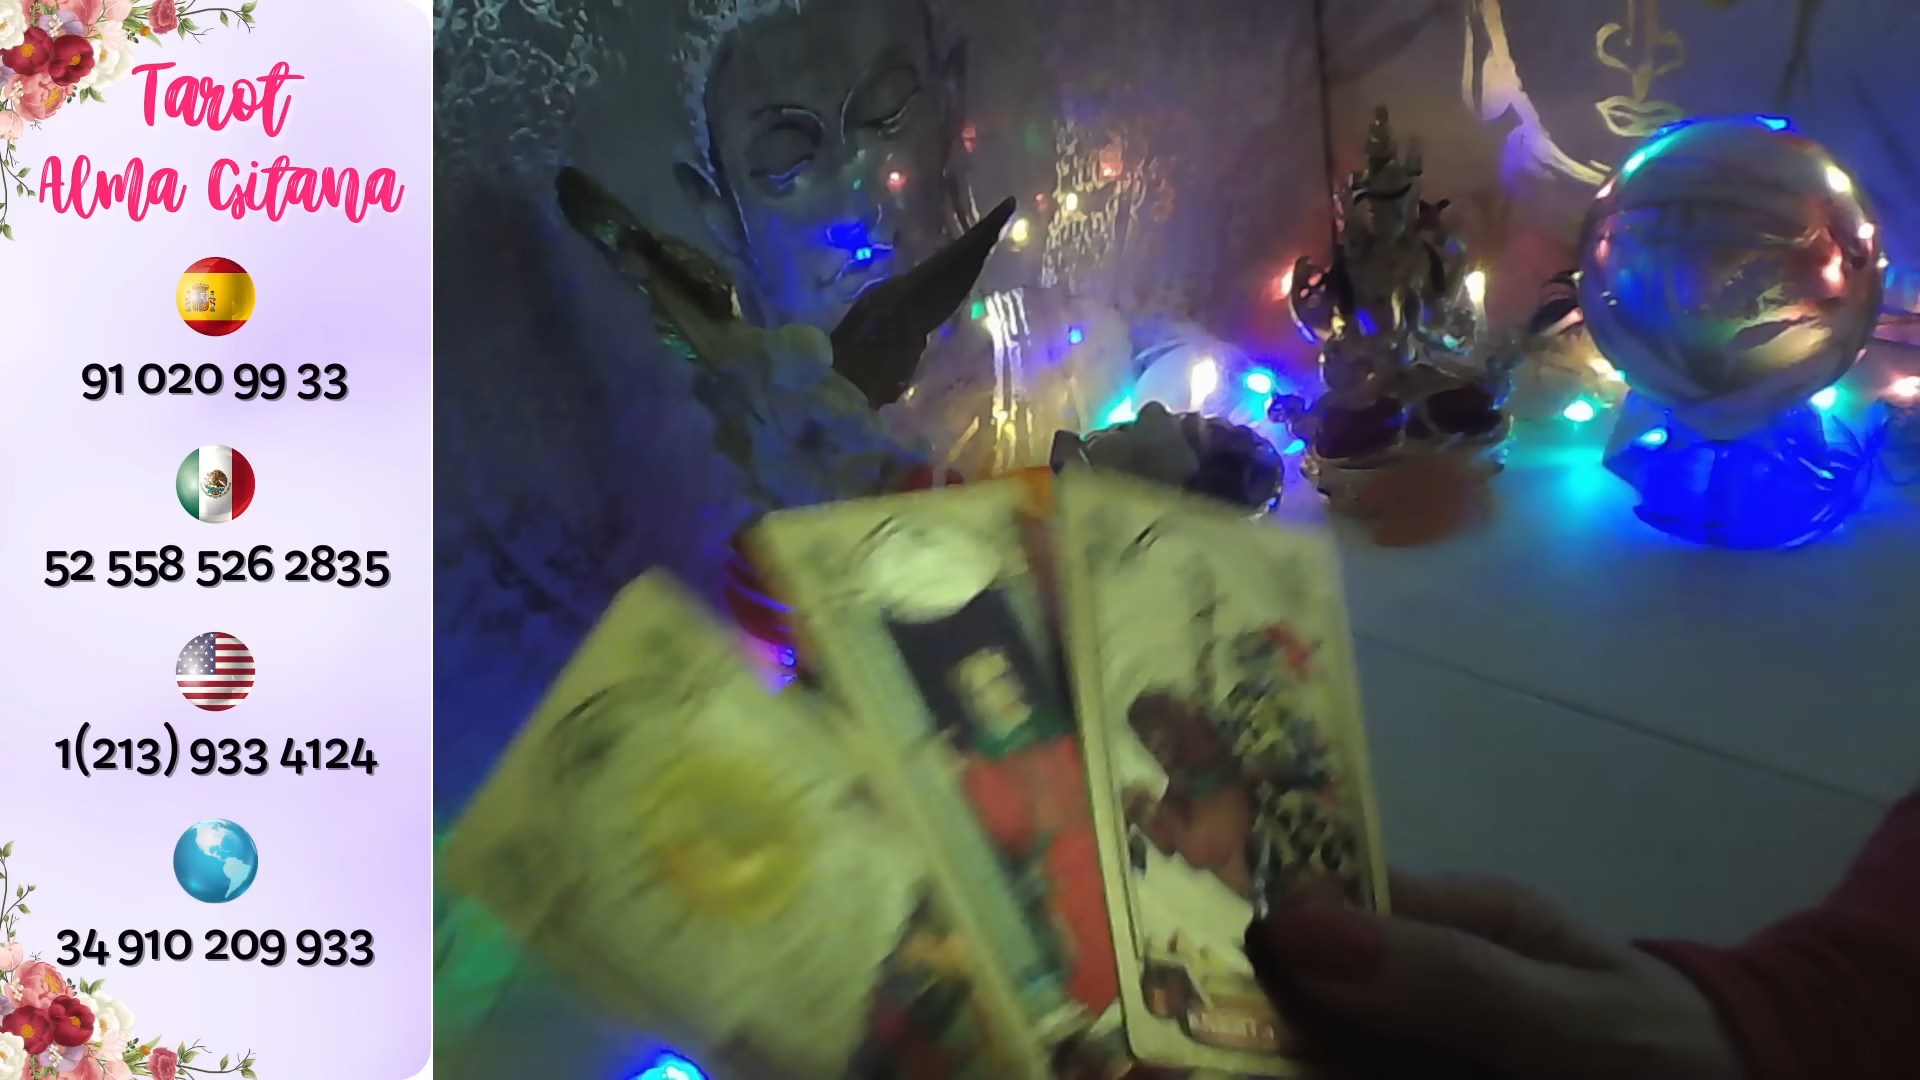 Tarot
Alma Gitana
91 020 99 33
52 558 526 2835
1(213) 933 4124
34 910 209 933